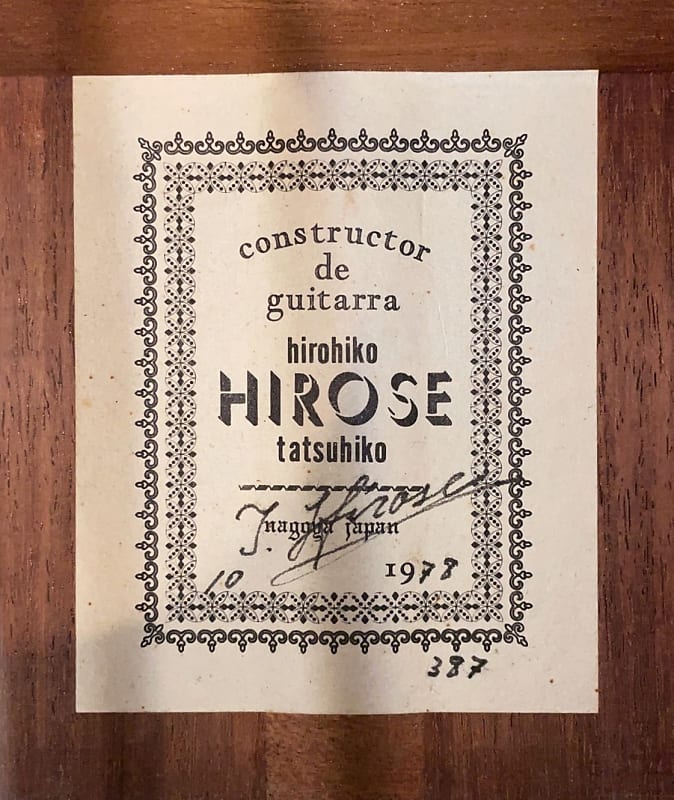 constructor
de
guitarra
hirohiko
HIROSE
tatsuhiko
T. Hirose
nagoya japan
10 1978
387